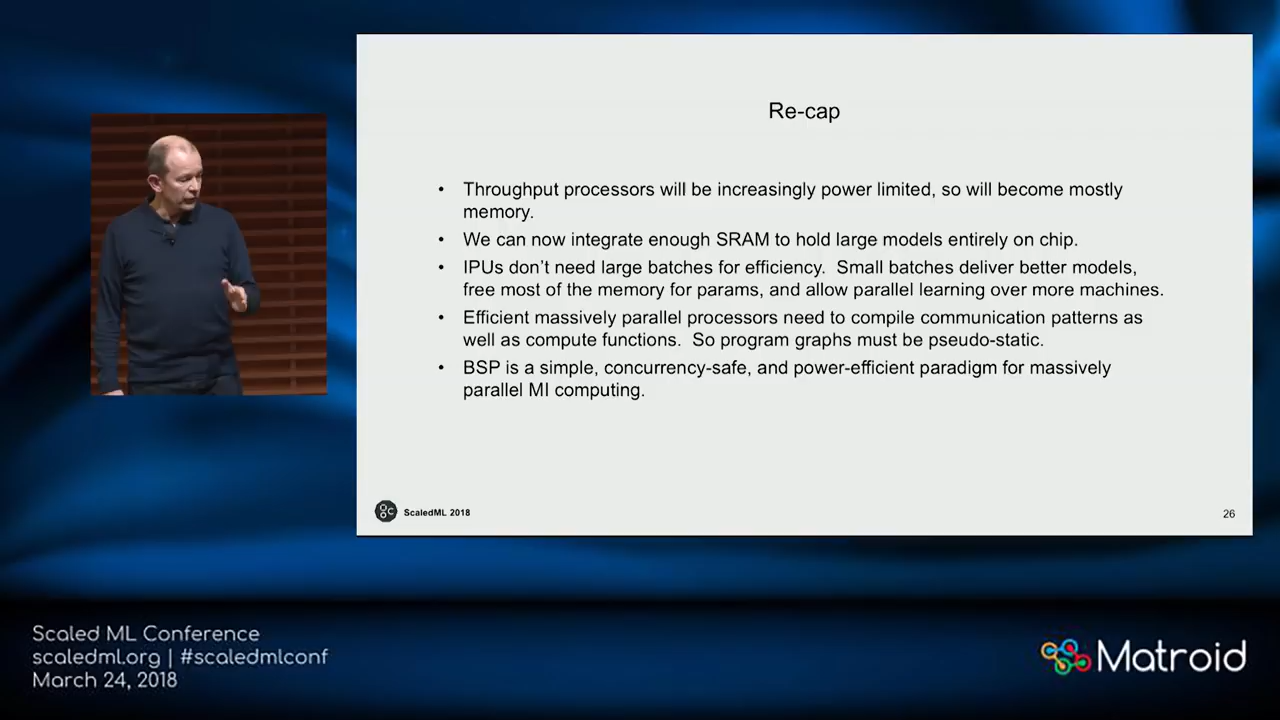 Re-cap
• Throughput processors will be increasingly power limited, so will become mostly
memory.
• We can now integrate enough SRAM to hold large models entirely on chip.
• IPUs don't need large batches for efficiency.  Small batches deliver better models,
free most of the memory for params, and allow parallel learning over more machines.
• Efficient massively parallel processors need to compile communication patterns as
well as compute functions.  So program graphs must be pseudo-static.
• BSP is a simple, concurrency-safe, and power-efficient paradigm for massively
parallel MI computing.
ScaledML 2018
26
Scaled ML Conference
scaledml.org | #scaledmlconf
March 24, 2018
Matroid